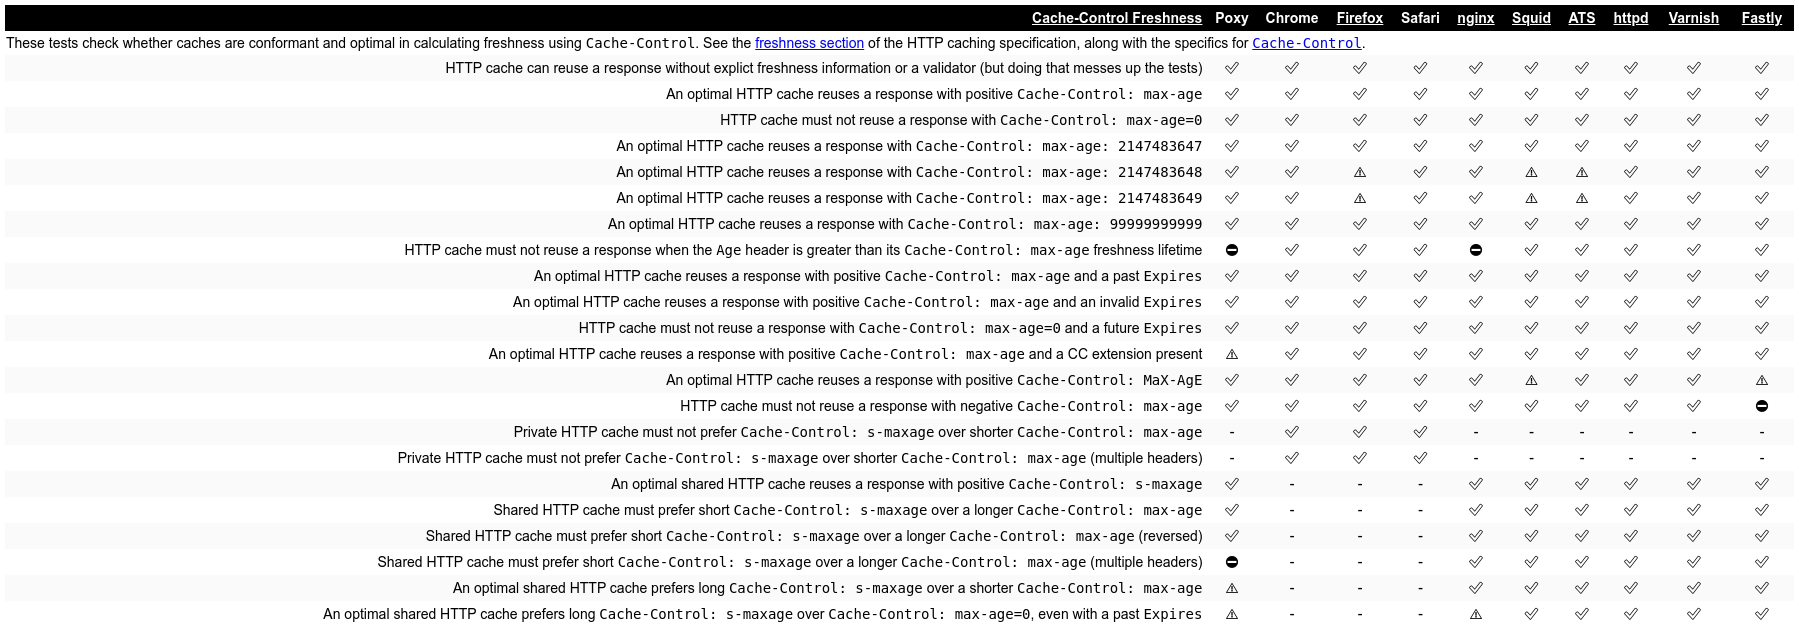 Cache-Control Freshness Poxy Chrome Firefox Safari nginx Squid ATS httpd Varnish Fastly
These tests check whether caches are conformant and optimal in calculating freshness using Cache-Control. See the freshness section of the HTTP caching specification, along with the specifics for Cache-Control.
HTTP cache can reuse a response without explict freshness information or a validator (but doing that messes up the tests)
An optimal HTTP cache reuses a response with positive Cache-Control: max-age
HTTP cache must not reuse a response with Cache-Control: max-age=0
An optimal HTTP cache reuses a response with Cache-Control: max-age: 2147483647
An optimal HTTP cache reuses a response with Cache-Control: max-age: 2147483648
An optimal HTTP cache reuses a response with Cache-Control: max-age: 2147483649
An optimal HTTP cache reuses a response with Cache-Control: max-age: 99999999999
HTTP cache must not reuse a response when the Age header is greater than its Cache-Control: max-age freshness lifetime
An optimal HTTP cache reuses a response with positive Cache-Control: max-age and a past Expires
An optimal HTTP cache reuses a response with positive Cache-Control: max-age and an invalid Expires
HTTP cache must not reuse a response with Cache-Control: max-age=0 and a future Expires
An optimal HTTP cache reuses a response with positive Cache-Control: max-age and a CC extension present
An optimal HTTP cache reuses a response with positive Cache-Control: MaX-AgE
HTTP cache must not reuse a response with negative Cache-Control: max-age
Private HTTP cache must not prefer Cache-Control: s-maxage over shorter Cache-Control: max-age - - - - - - -
Private HTTP cache must not prefer Cache-Control: s-maxage over shorter Cache-Control: max-age (multiple headers) - - - - - - -
An optimal shared HTTP cache reuses a response with positive Cache-Control: s-maxage - - -
Shared HTTP cache must prefer short Cache-Control: s-maxage over a longer Cache-Control: max-age - - -
Shared HTTP cache must prefer short Cache-Control: s-maxage over a longer Cache-Control: max-age (reversed) - - -
Shared HTTP cache must prefer short Cache-Control: s-maxage over a longer Cache-Control: max-age (multiple headers) - - -
An optimal shared HTTP cache prefers long Cache-Control: s-maxage over a shorter Cache-Control: max-age - - -
An optimal shared HTTP cache prefers long Cache-Control: s-maxage over Cache-Control: max-age=0, even with a past Expires - - -